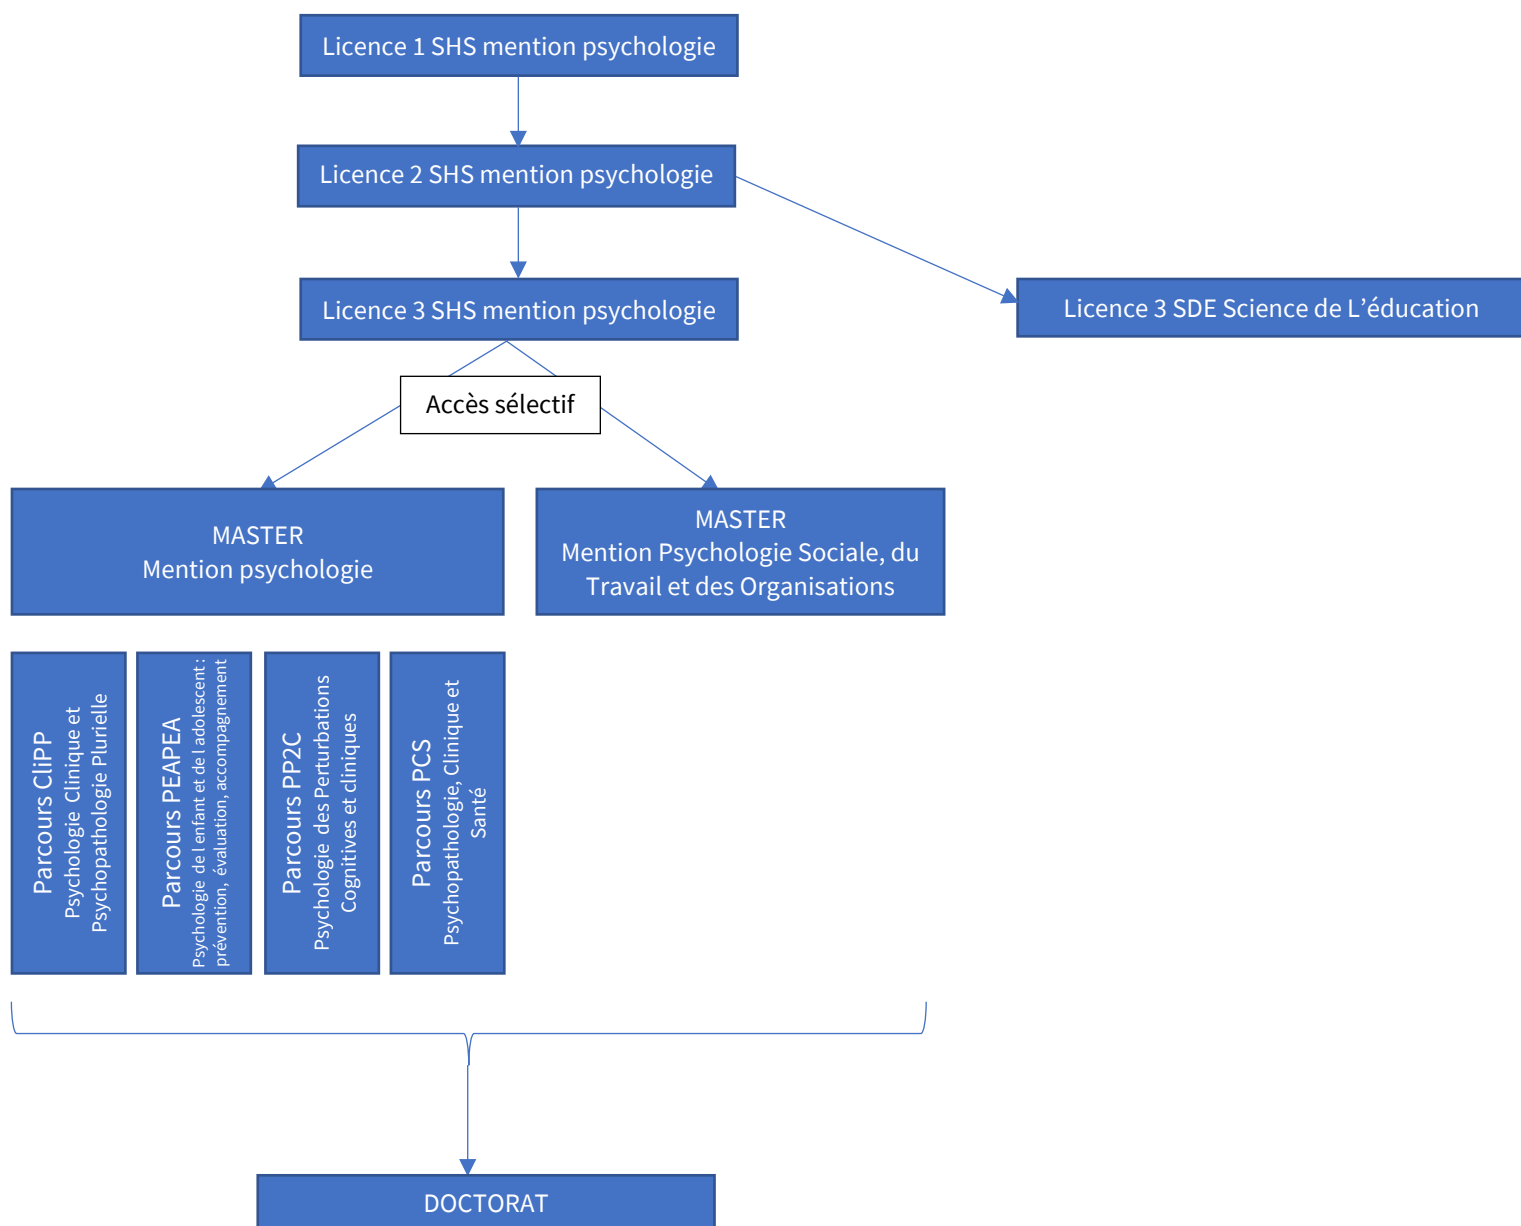 Licence 1 SHS mention psychologie
Licence 2 SHS mention psychologie
Licence 3 SHS mention psychologie
Licence 3 SDE Science de L’éducation
Accès sélectif
MASTER
Mention psychologie
MASTER
Mention Psychologie Sociale, du
Travail et des Organisations
Parcours CliPP
Psychologie Clinique et
Psychopathologie Plurielle
Parcours PEAPEA
Psychologie de l enfant et de l adolescent :
prévention, évaluation, accompagnement
Parcours PP2C
Psychologie des Perturbations
Cognitives et cliniques
Parcours PCS
Psychopathologie, Clinique et
Santé
DOCTORAT